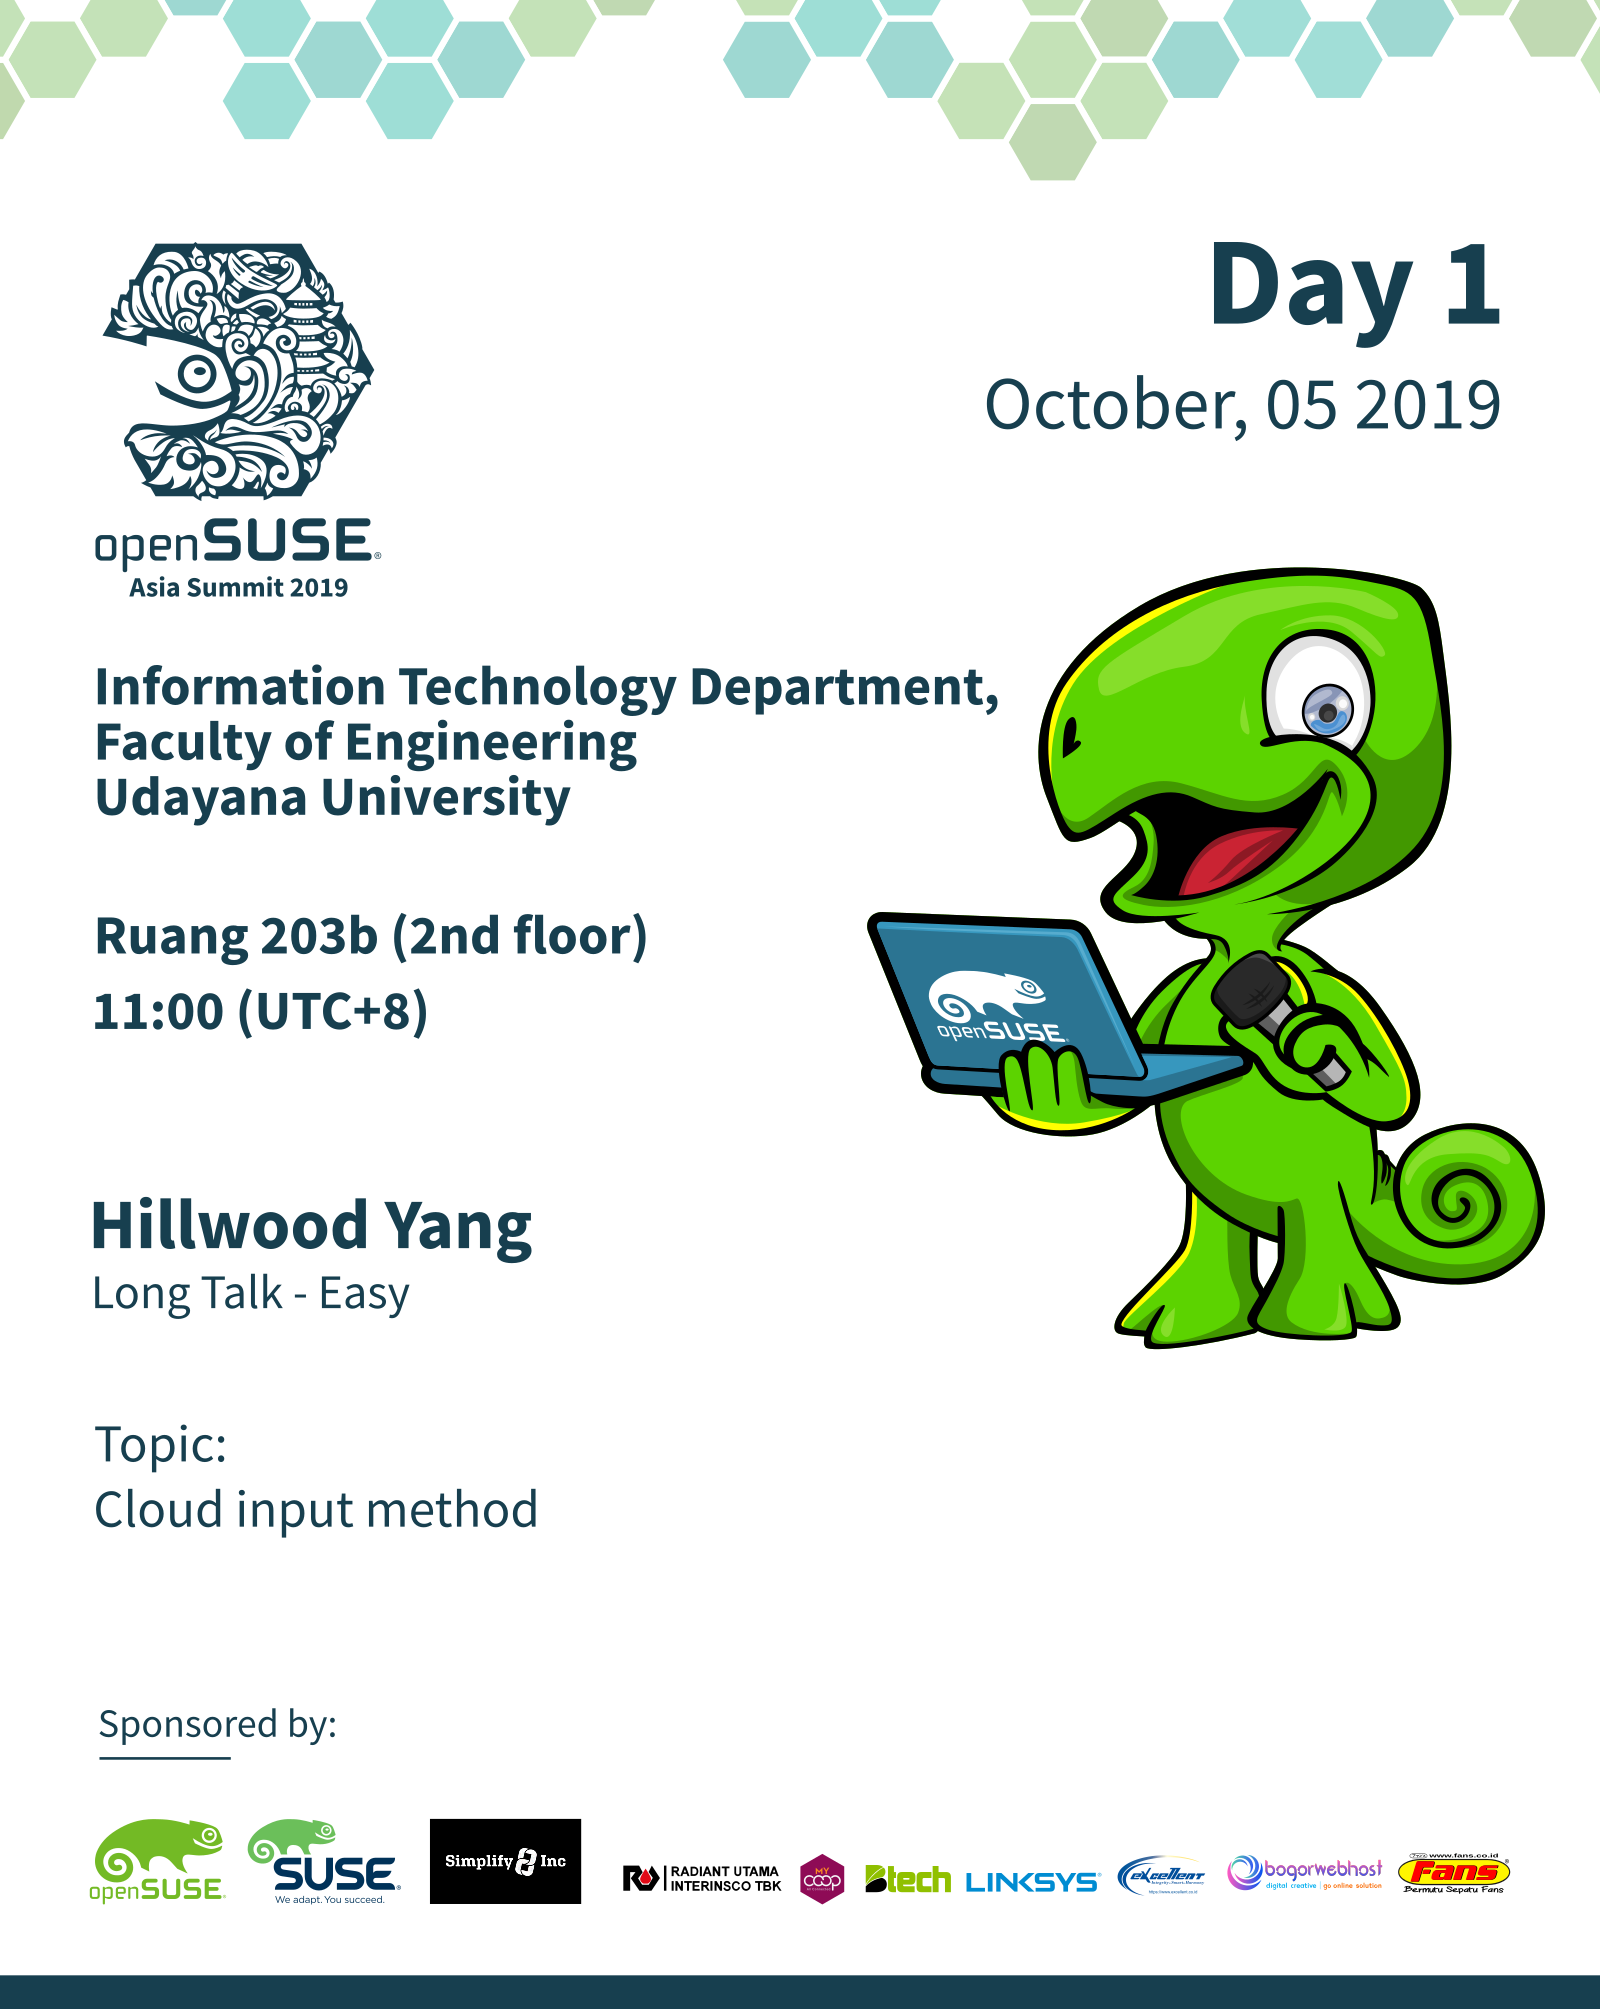 Day 1
October, 05 2019
openSUSE®
Asia Summit 2019
Information Technology Department,
Faculty of Engineering
Udayana University
Ruang 203b (2nd floor)
11:00 (UTC+8)
openSUSE
Hillwood Yang
Long Talk - Easy
Topic:
Cloud input method
Sponsored by:
openSUSE
SUSE®
We adapt. You succeed.
Simplify Inc
RADIANT UTAMA
INTERINSCO TBK
MY
COOP
Btech
LINKSYS
eXcellent
bogorwebhost
digital creative | go online solution
www.fans.co.id
Fans®
Bermutu Sepatu Fans